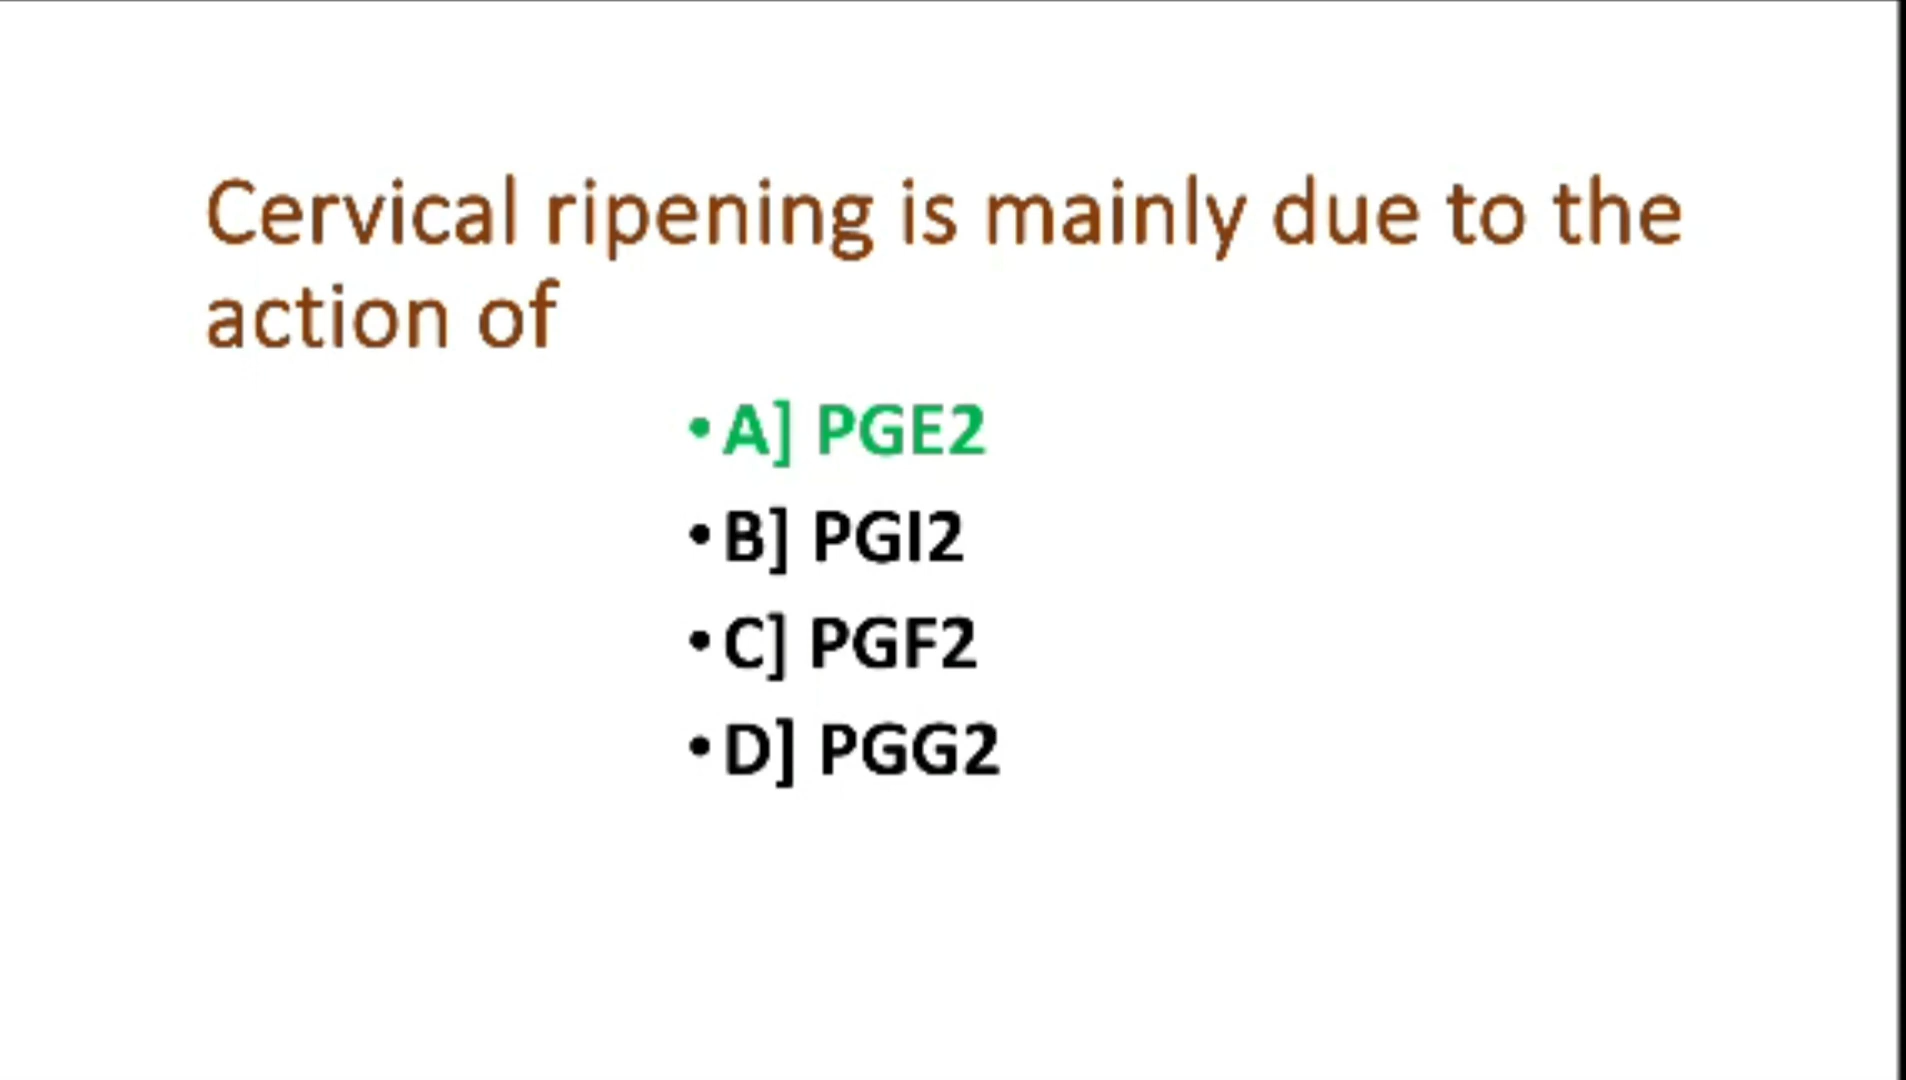 Cervical ripening is mainly due to the
action of
• A] PGE2
• B] PGI2
• C] PGF2
• D] PGG2